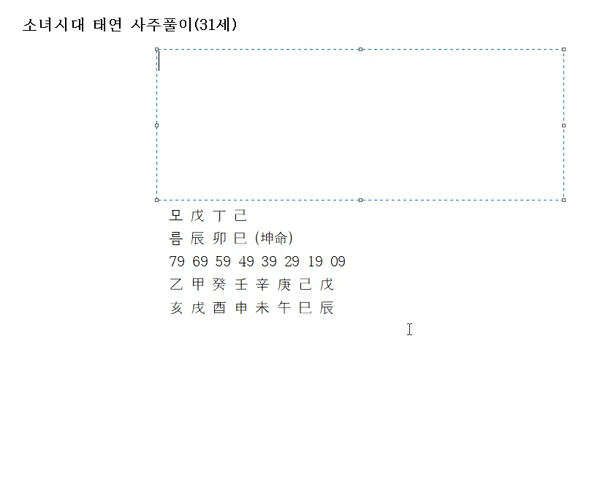 소녀시대 태연 사주풀이(31세)
모 戊 丁 己
름 辰 卯 巳 (坤命)
79 69 59 49 39 29 19 09
乙 甲 癸 壬 辛 庚 己 戊
亥 戌 酉 申 未 午 巳 辰